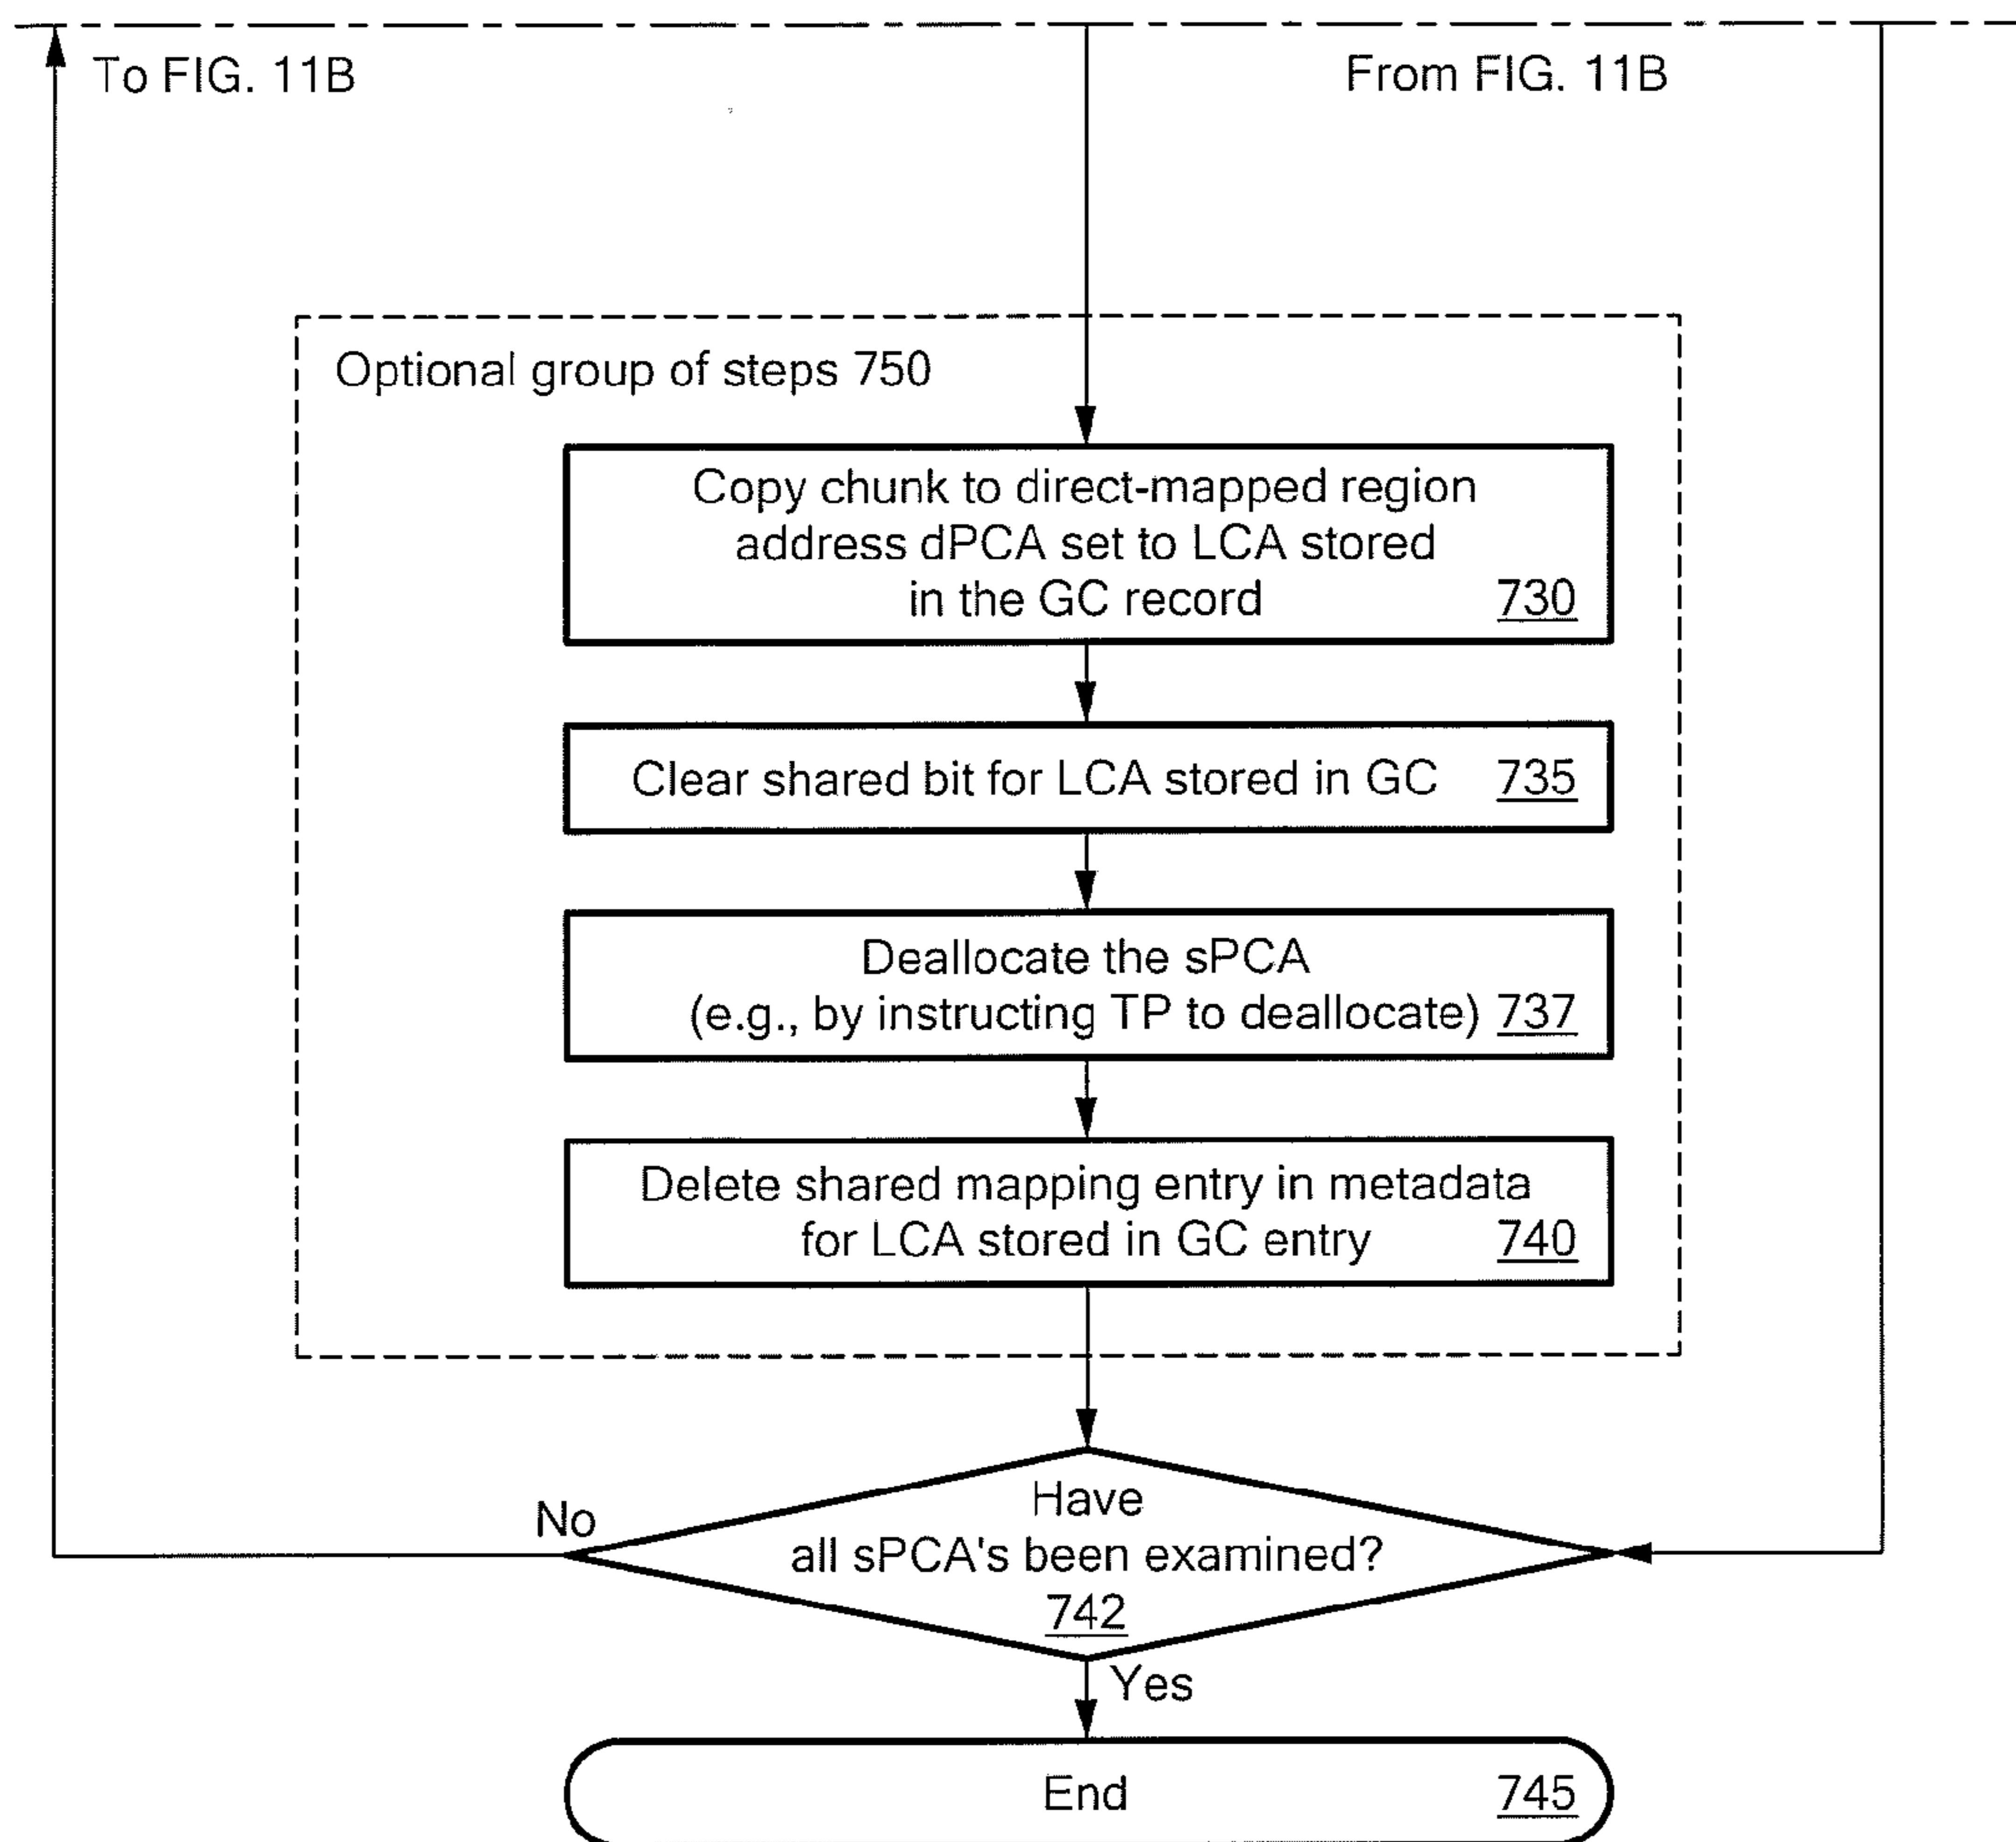 To FIG. 11B
From FIG. 11B
Optional group of steps 750
Copy chunk to direct-mapped region
address dPCA set to LCA stored
in the GC record 730
Clear shared bit for LCA stored in GC 735
Deallocate the sPCA
(e.g., by instructing TP to deallocate) 737
Delete shared mapping entry in metadata
for LCA stored in GC entry 740
Have
all sPCA's been examined?
742
No
Yes
End 745